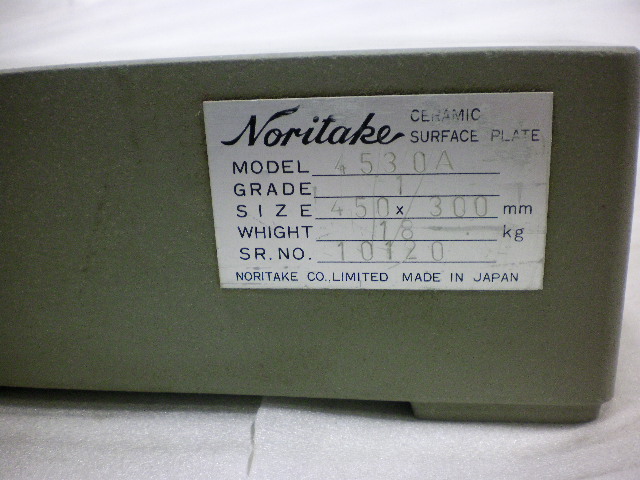 Noritake CERAMIC SURFACE PLATE
MODEL 4530A
GRADE 1
SIZE 450 x 300 mm
WHIGHT 18 kg
SR. NO. 10120
NORITAKE CO., LIMITED MADE IN JAPAN